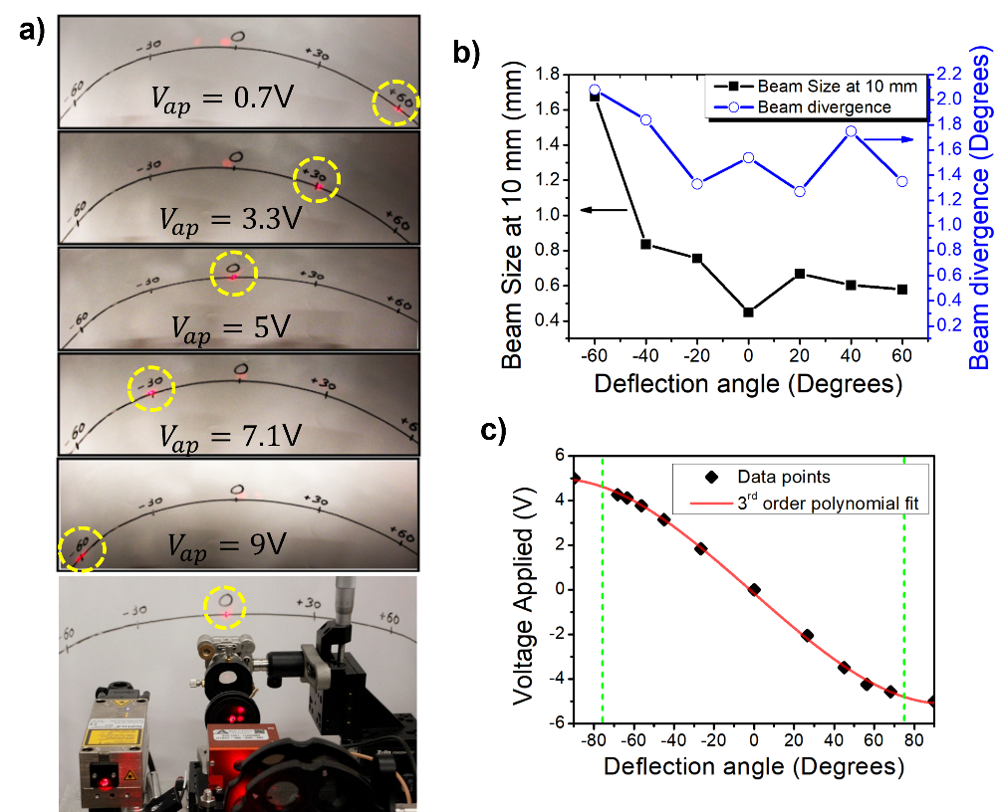 a)
-30
0
+30
-60
+60
Vap = 0.7V
-30
0
+30
-60
+60
Vap = 3.3V
-30
0
+30
-60
+60
Vap = 5V
-30
0
+30
-60
+60
Vap = 7.1V
-30
0
+30
-60
+60
Vap = 9V
-30
0
+30
-60
+60
b)
Beam Size at 10 mm (mm)
1.8
1.6
1.4
1.2
1.0
0.8
0.6
0.4
Beam Size at 10 mm
Beam divergence
2.2
2.0
1.8
1.6
1.4
1.2
1.0
0.8
0.6
0.4
0.2
Beam divergence (Degrees)
-60 -40 -20 0 20 40 60
Deflection angle (Degrees)
c)
Voltage Applied (V)
6
4
2
0
-2
-4
-6
Data points
3rd order polynomial fit
-80 -60 -40 -20 0 20 40 60 80
Deflection angle (Degrees)